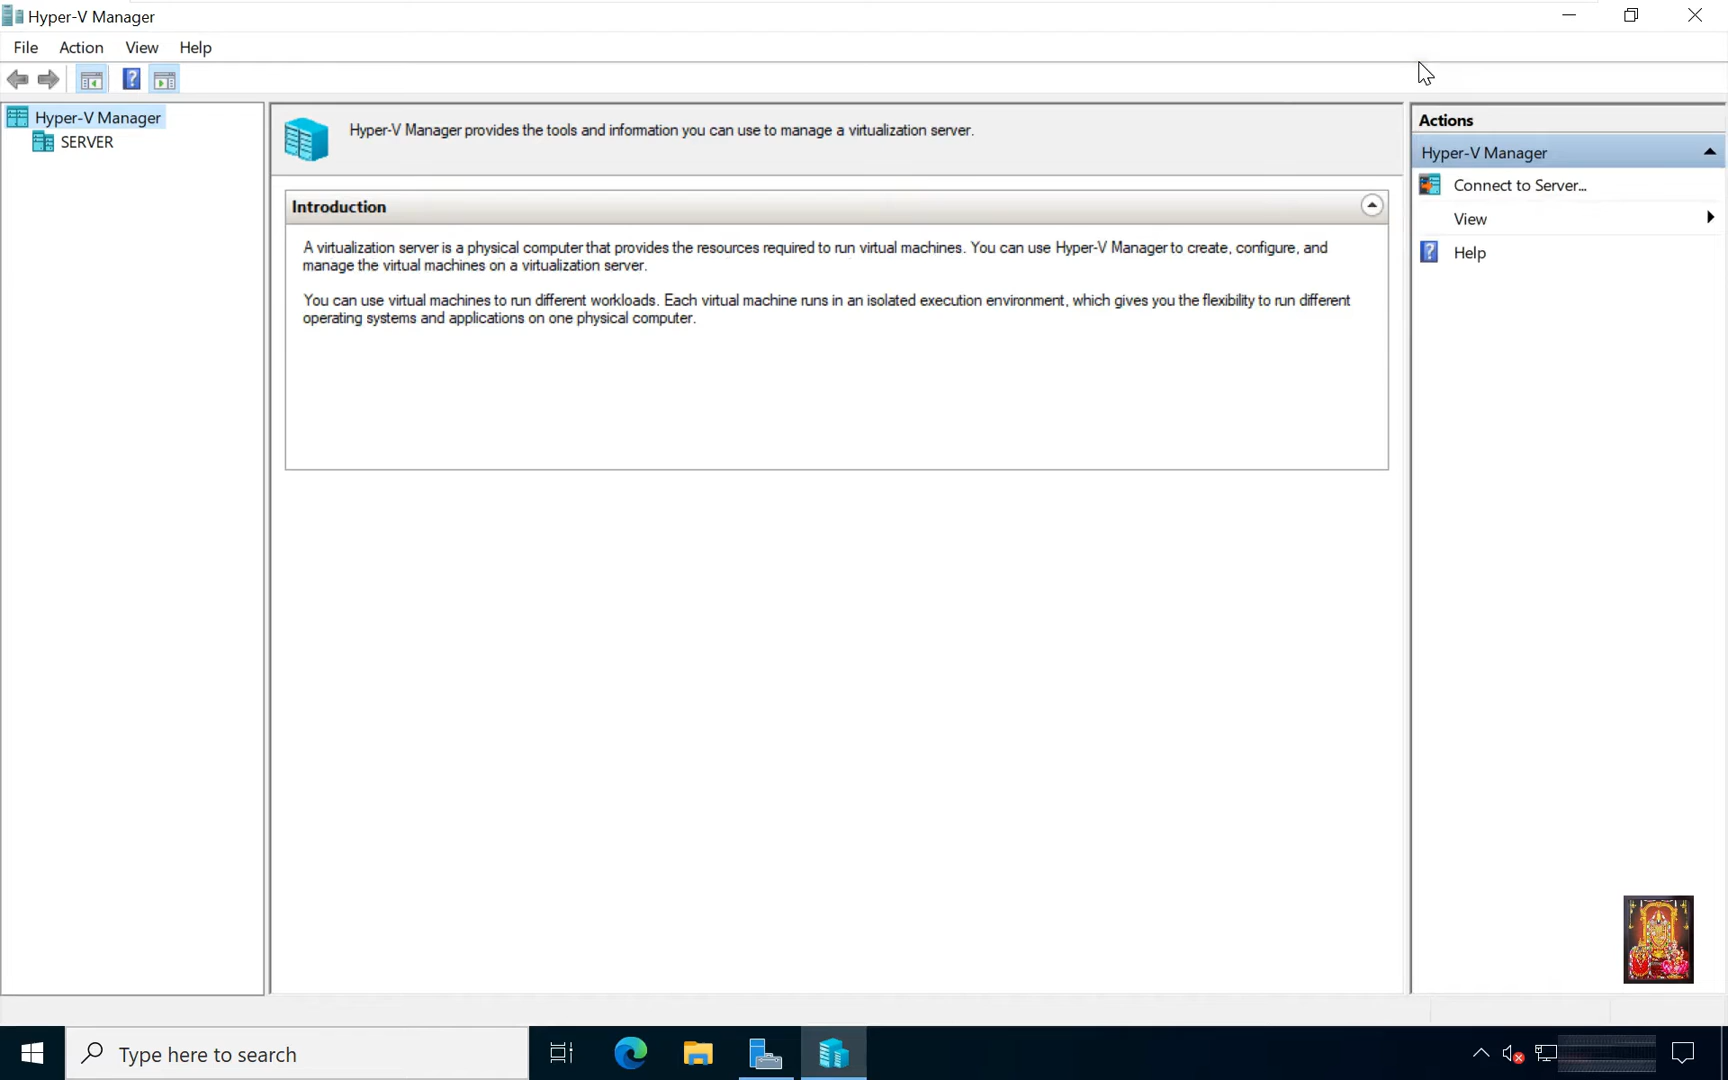 Hyper-V Manager
File Action View Help
Hyper-V Manager
SERVER
Hyper-V Manager provides the tools and information you can use to manage a virtualization server.
Introduction
A virtualization server is a physical computer that provides the resources required to run virtual machines. You can use Hyper-V Manager to create, configure, and
manage the virtual machines on a virtualization server.
You can use virtual machines to run different workloads. Each virtual machine runs in an isolated execution environment, which gives you the flexibility to run different
operating systems and applications on one physical computer.
Actions
Hyper-V Manager
Connect to Server...
View
Help
Type here to search